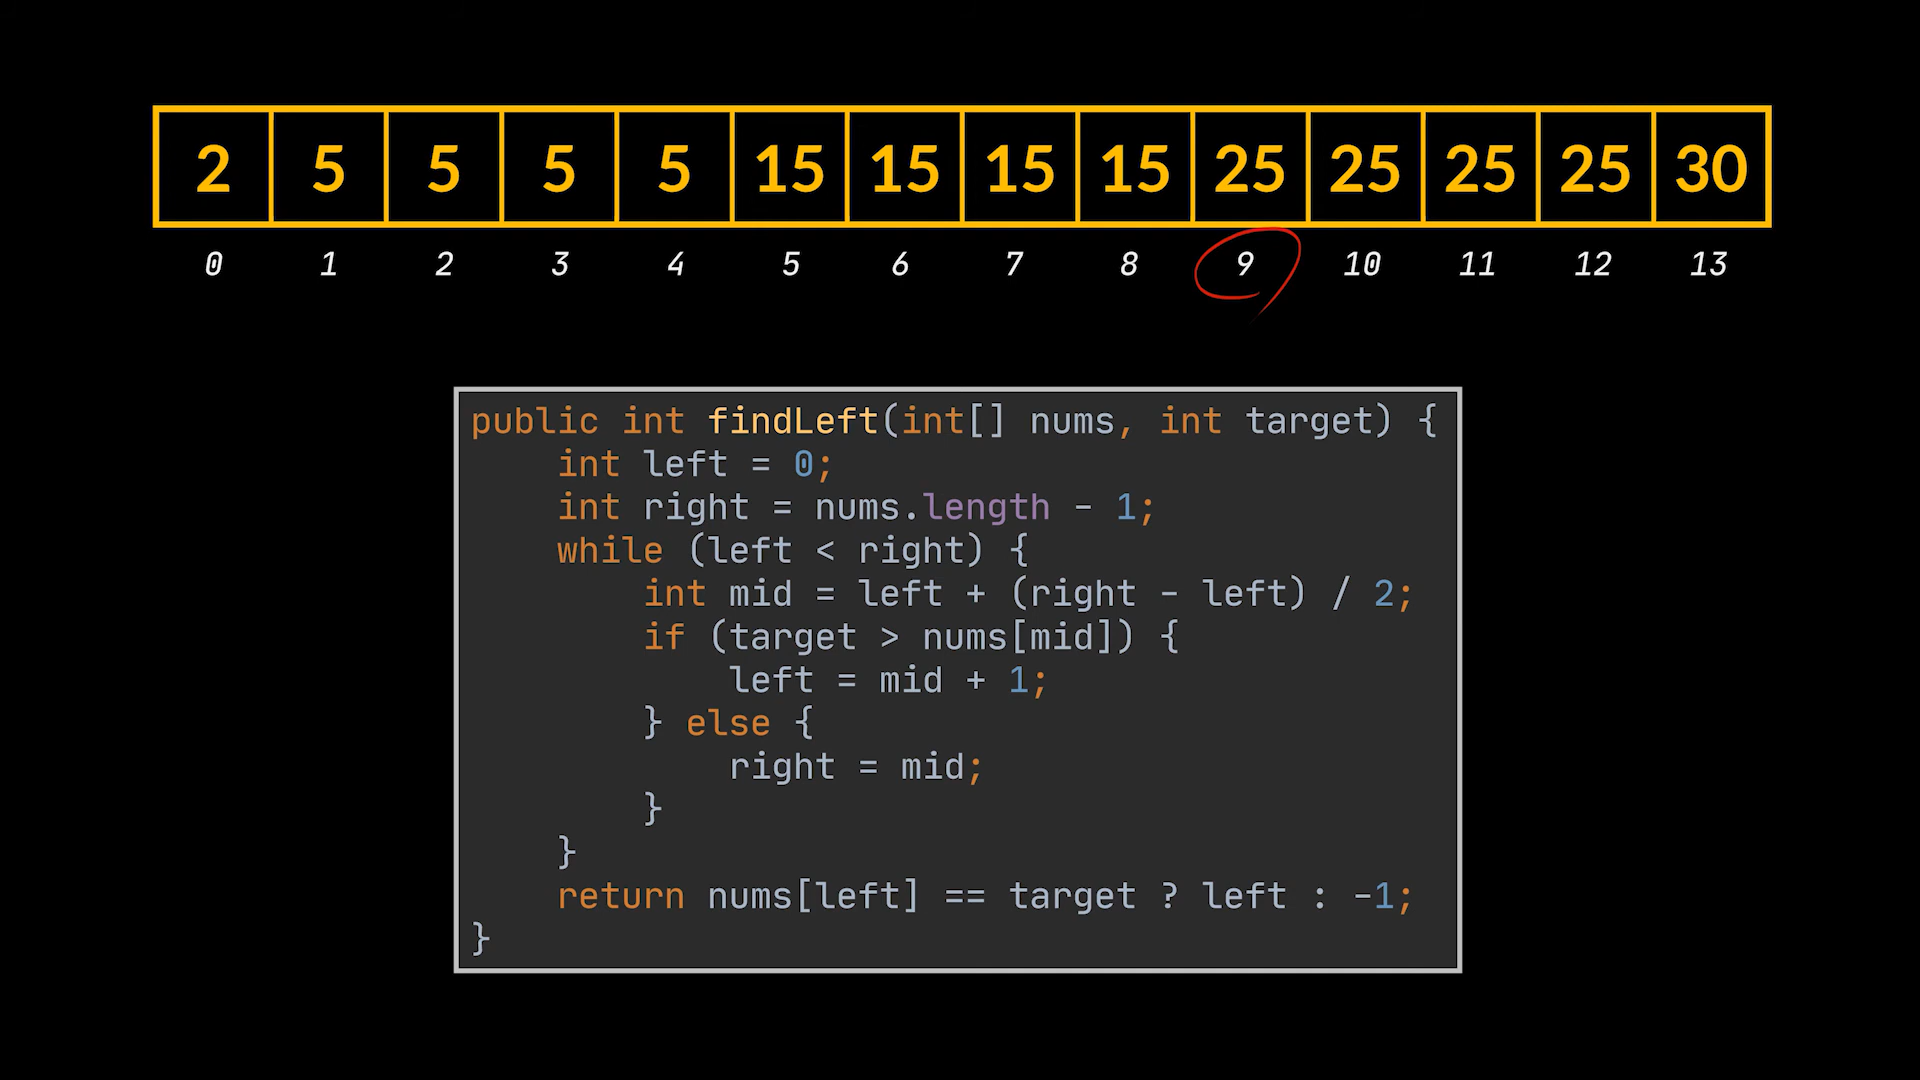 2 5 5 5 5 15 15 15 15 25 25 25 25 30
0 1 2 3 4 5 6 7 8 9 10 11 12 13
public int findLeft(int[] nums, int target) {
    int left = 0;
    int right = nums.length - 1;
    while (left < right) {
        int mid = left + (right - left) / 2;
        if (target > nums[mid]) {
            left = mid + 1;
        } else {
            right = mid;
        }
    }
    return nums[left] == target ? left : -1;
}